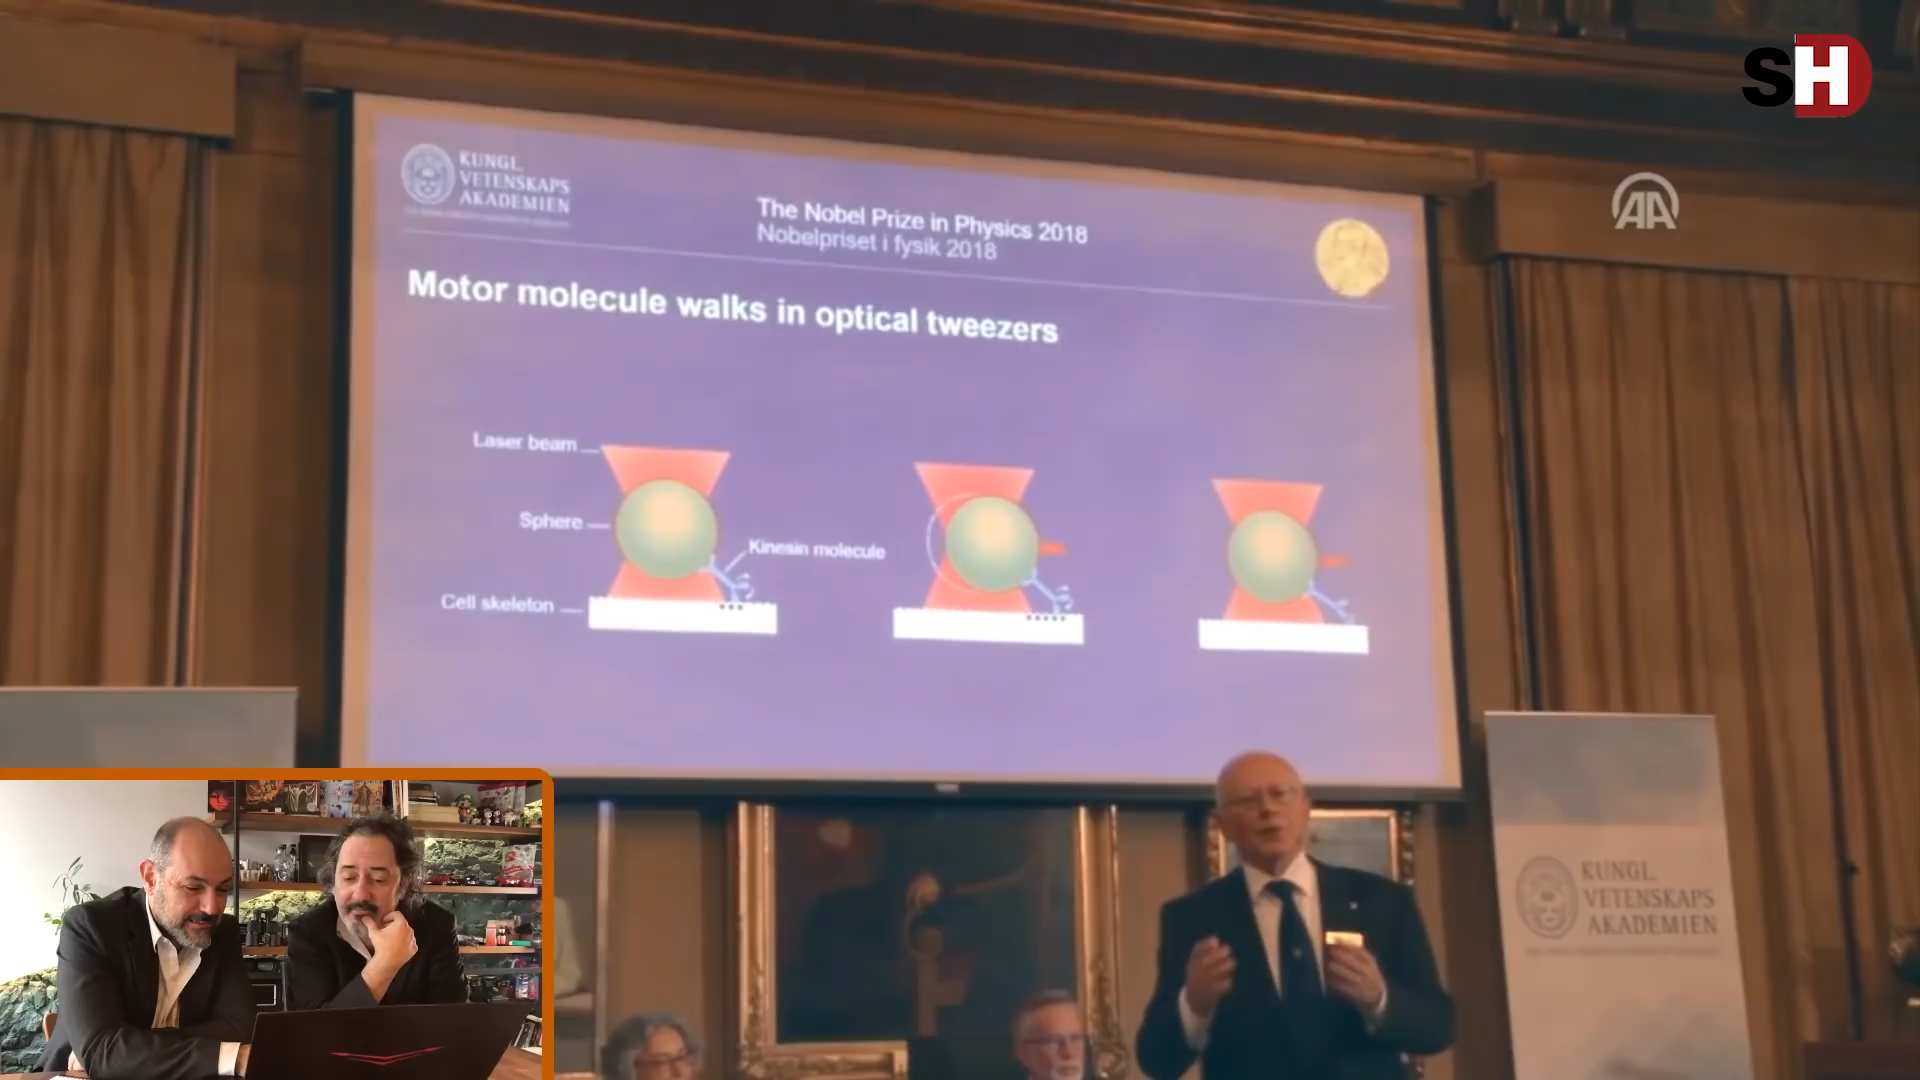 SHD
AA
KUNGL.
VETENSKAPS
AKADEMIEN
The Nobel Prize in Physics 2018
Nobelpriset i fysik 2018
Motor molecule walks in optical tweezers
Laser beam
Sphere
Kinesin molecule
Cell skeleton
KUNGL.
VETENSKAPS
AKADEMIEN